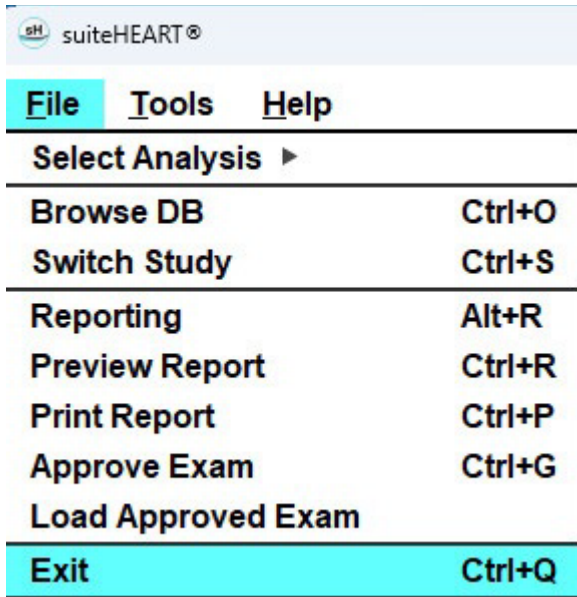 sH suiteHEART®
File Tools Help
Select Analysis
Browse DB Ctrl+O
Switch Study Ctrl+S
Reporting Alt+R
Preview Report Ctrl+R
Print Report Ctrl+P
Approve Exam Ctrl+G
Load Approved Exam
Exit Ctrl+Q